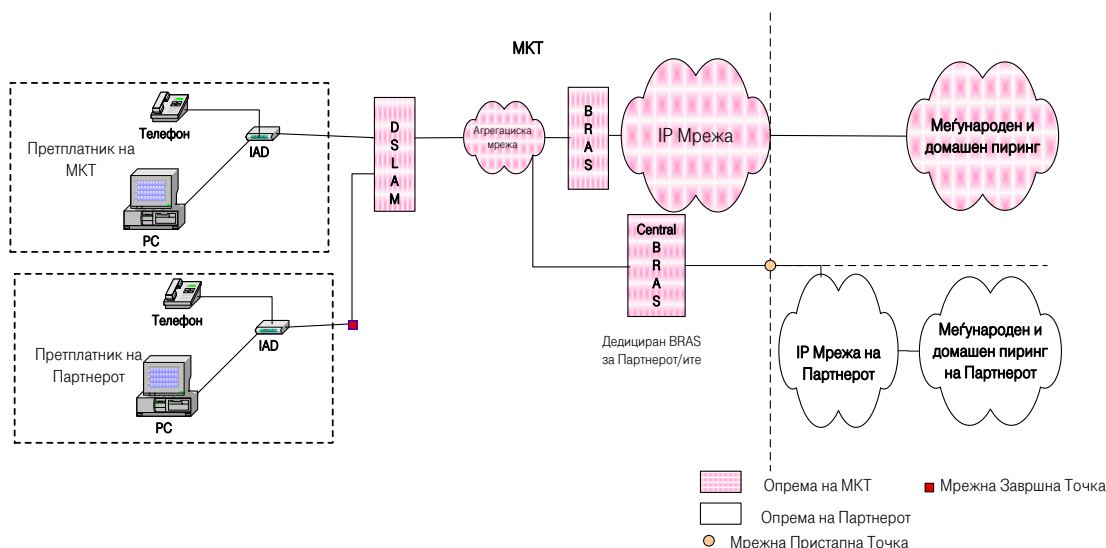 МКТ
Телефон
IAD
Претплатник на
МКТ
PC
D
S
L
A
M
Агрегациска
мрежа
B
R
A
S
IP Мрежа
Меѓународен и
домашен пиринг
Телефон
IAD
Претплатник на
Партнерот
PC
Central
B
R
A
S
Дедициран BRAS
за Партнерот/ите
IP Мрежа на
Партнерот
Меѓународен и
домашен пиринг
на Партнерот
Опрема на МКТ
Мрежна Завршна Точка
Опрема на Партнерот
Мрежна Пристапна Точка